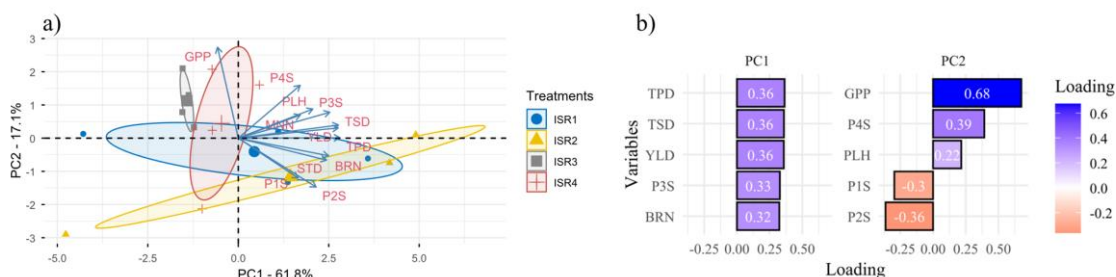 a)
3
2
1
0
-1
-2
-3
PC2 - 17.1%
GPP
P4S
PLH
P3S
MNN
TSD
YLD
TPD
STD
BRN
P1S
P2S
-5.0
-2.5
0.0
2.5
5.0
PC1 - 61.8%
Treatments
ISR1
ISR2
ISR3
ISR4
b)
Variables
PC1
TPD 0.36
TSD 0.36
YLD 0.36
P3S 0.33
BRN 0.32
-0.25 0.00 0.25 0.50
PC2
GPP 0.68
P4S 0.39
PLH 0.22
P1S -0.3
P2S -0.36
-0.25 0.00 0.25 0.50
Loading
Loading
0.6
0.4
0.2
0.0
-0.2